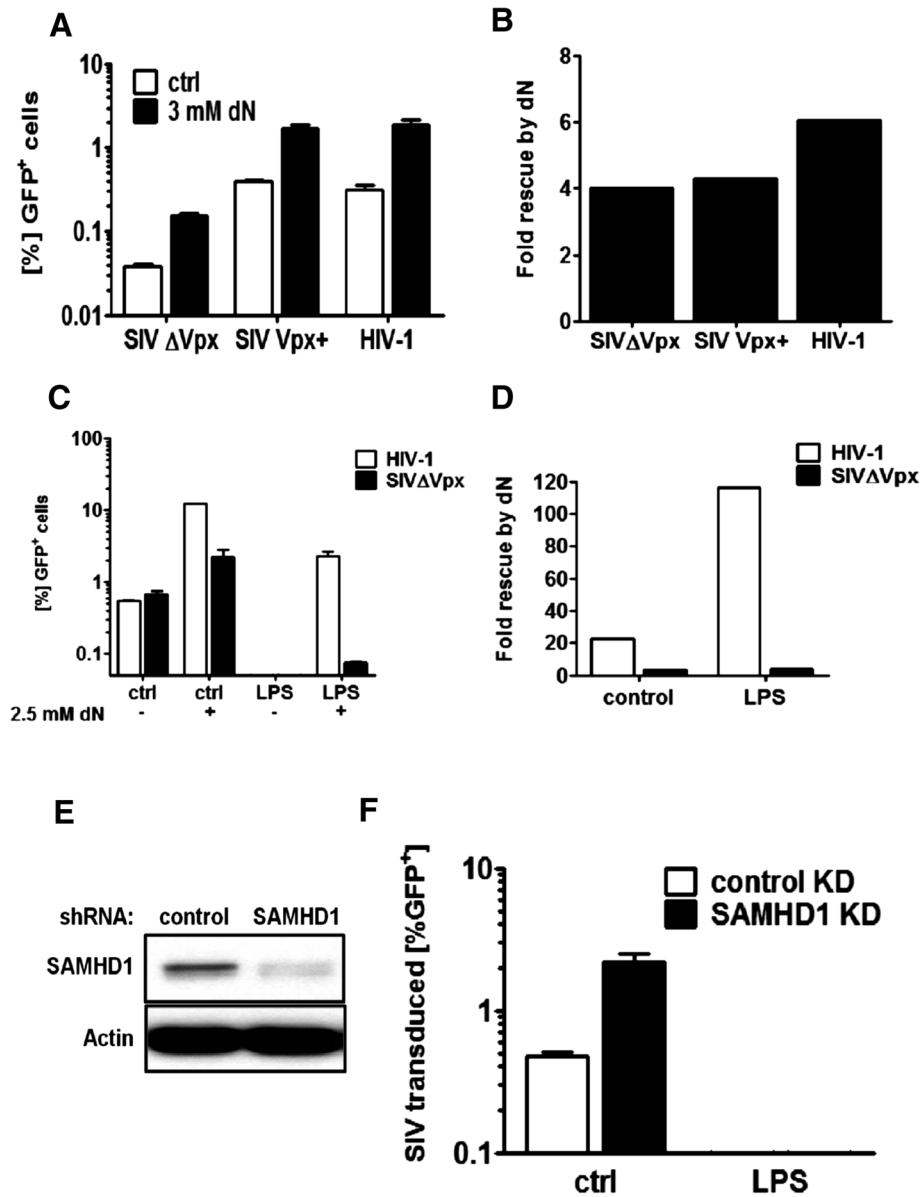 A
[%] GFP+ cells
10
1
0.1
0.01
ctrl
3 mM dN
SIV ΔVpx SIV Vpx+ HIV-1
B
Fold rescue by dN
8
6
4
2
0
SIVΔVpx SIV Vpx+ HIV-1
C
[%] GFP+ cells
100
10
1
0.1
HIV-1
SIVΔVpx
ctrl ctrl LPS LPS
2.5 mM dN - + - +
D
Fold rescue by dN
120
100
80
60
40
20
0
HIV-1
SIVΔVpx
control LPS
E
shRNA: control SAMHD1
SAMHD1
Actin
F
SIV transduced [%GFP+]
10
1
0.1
control KD
SAMHD1 KD
ctrl LPS